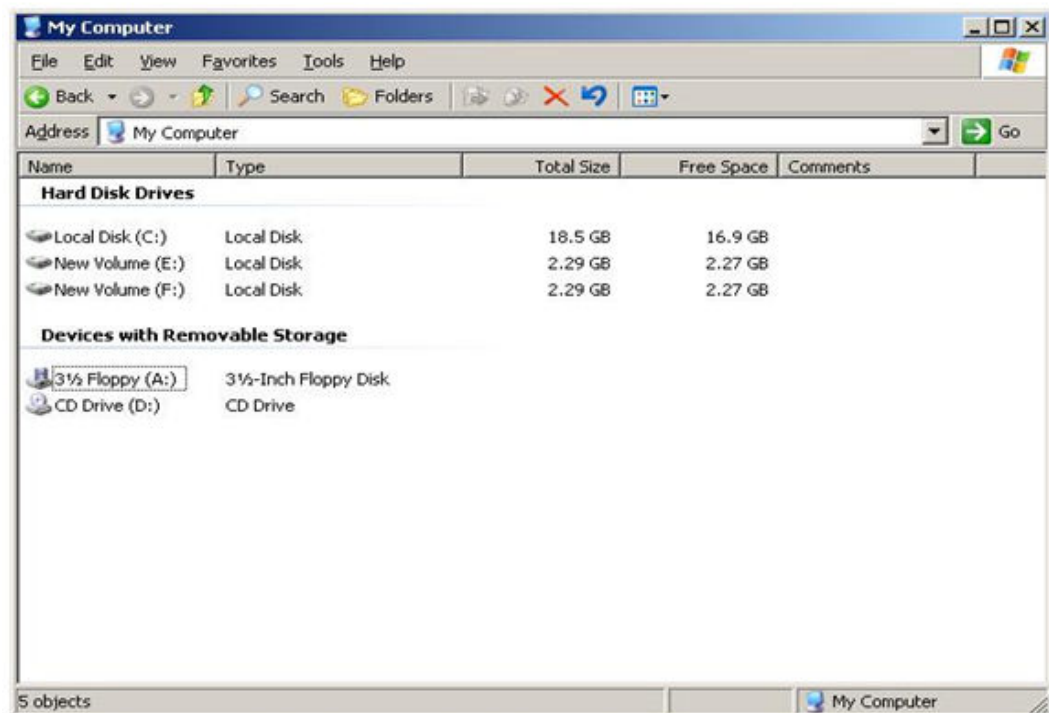 My Computer
File Edit View Favorites Tools Help
Back Search Folders
Address My Computer Go
Name Type Total Size Free Space Comments
Hard Disk Drives
Local Disk (C:) Local Disk 18.5 GB 16.9 GB
New Volume (E:) Local Disk 2.29 GB 2.27 GB
New Volume (F:) Local Disk 2.29 GB 2.27 GB
Devices with Removable Storage
3½ Floppy (A:) 3½-Inch Floppy Disk
CD Drive (D:) CD Drive
5 objects My Computer